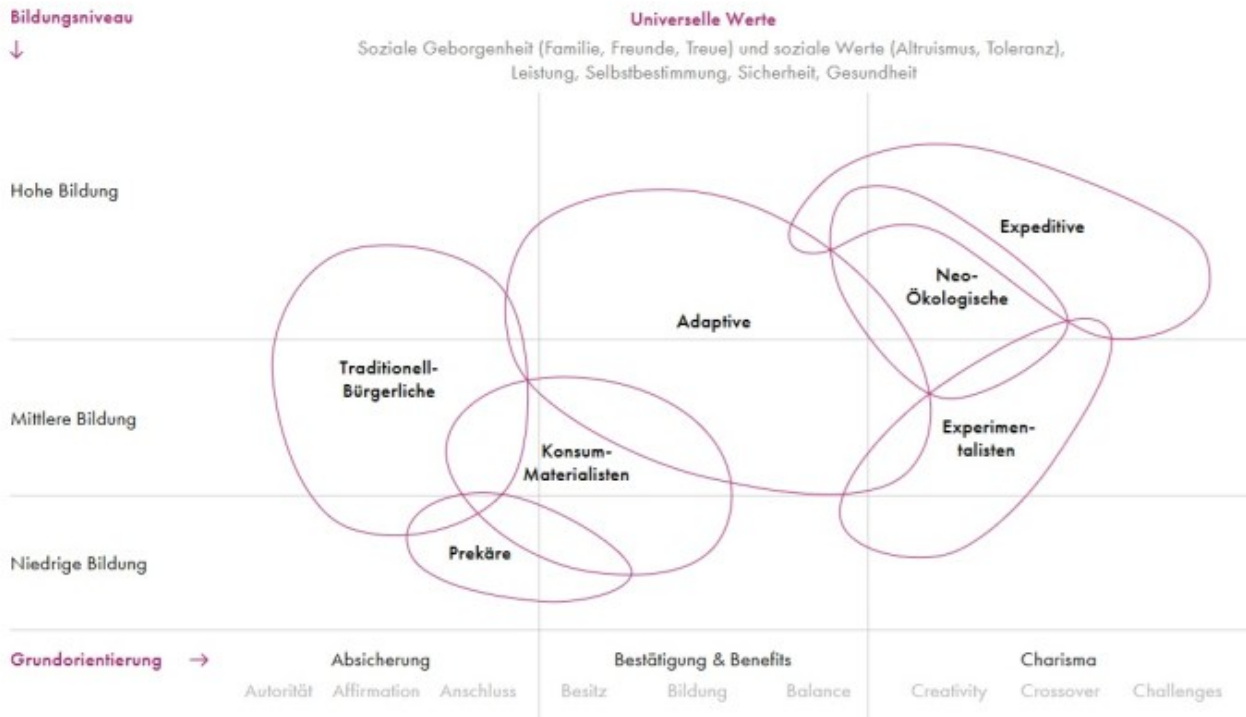 Bildungsniveau
↓
Universelle Werte
Soziale Geborgenheit (Familie, Freunde, Treue) und soziale Werte (Altruismus, Toleranz),
Leistung, Selbstbestimmung, Sicherheit, Gesundheit
Hohe Bildung
Expeditive
Neo-
Ökologische
Adaptive
Traditionell-
Bürgerliche
Mittlere Bildung
Experimen-
talisten
Konsum-
Materialisten
Prekäre
Niedrige Bildung
Grundorientierung →
Absicherung
Bestätigung & Benefits
Charisma
Autorität Affirmation Anschluss Besitz Bildung Balance Creativity Crossover Challenges